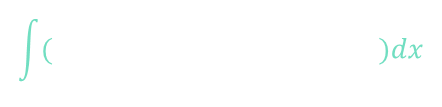 ∫( )dx